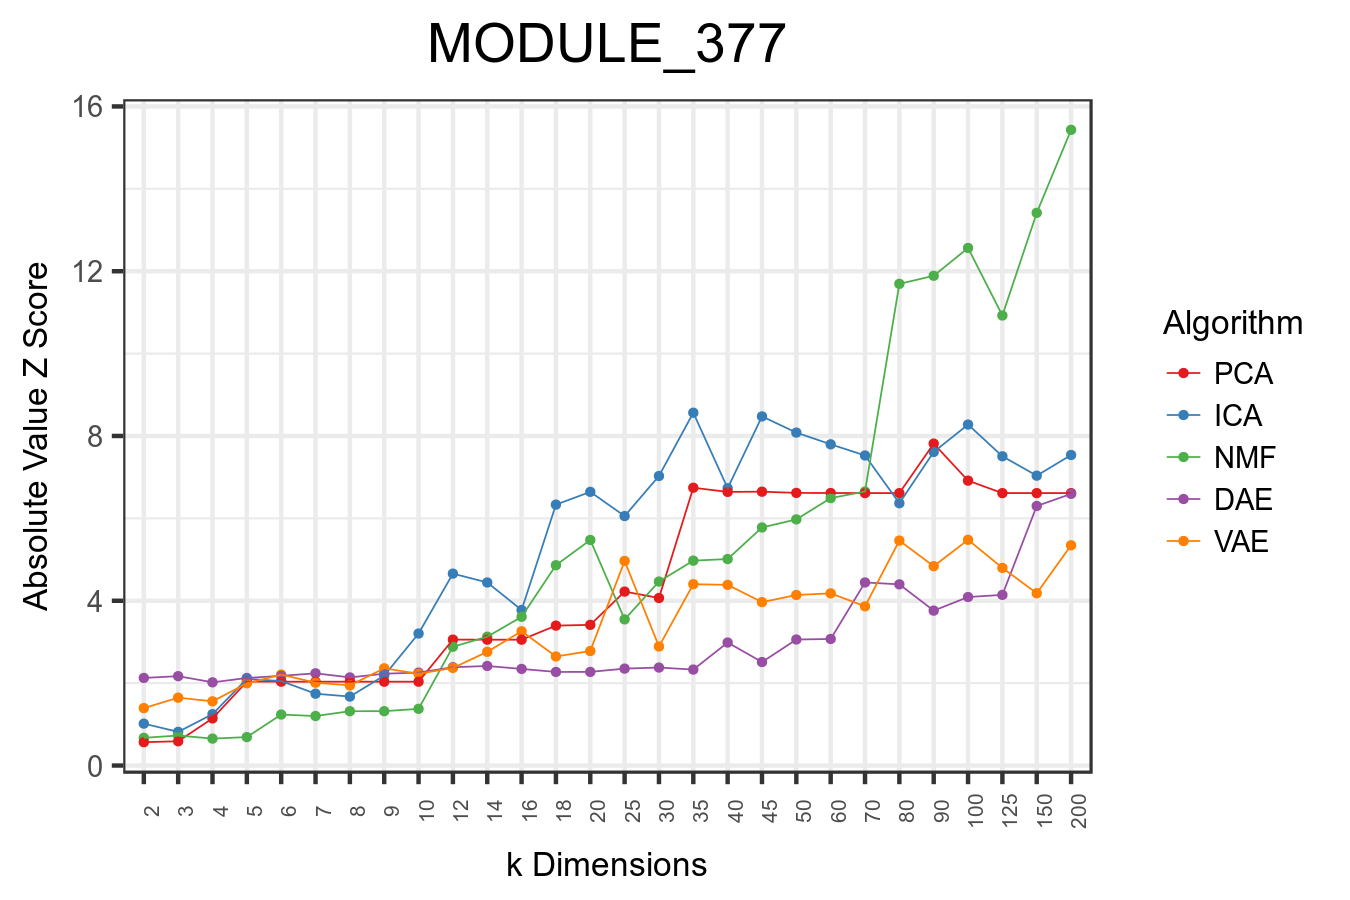 MODULE_377
Absolute Value Z Score
16
12
8
4
0
2 3 4 5 6 7 8 9 10 12 14 16 18 20 25 30 35 40 45 50 60 70 80 90 100 125 150 200
k Dimensions
Algorithm
PCA
ICA
NMF
DAE
VAE